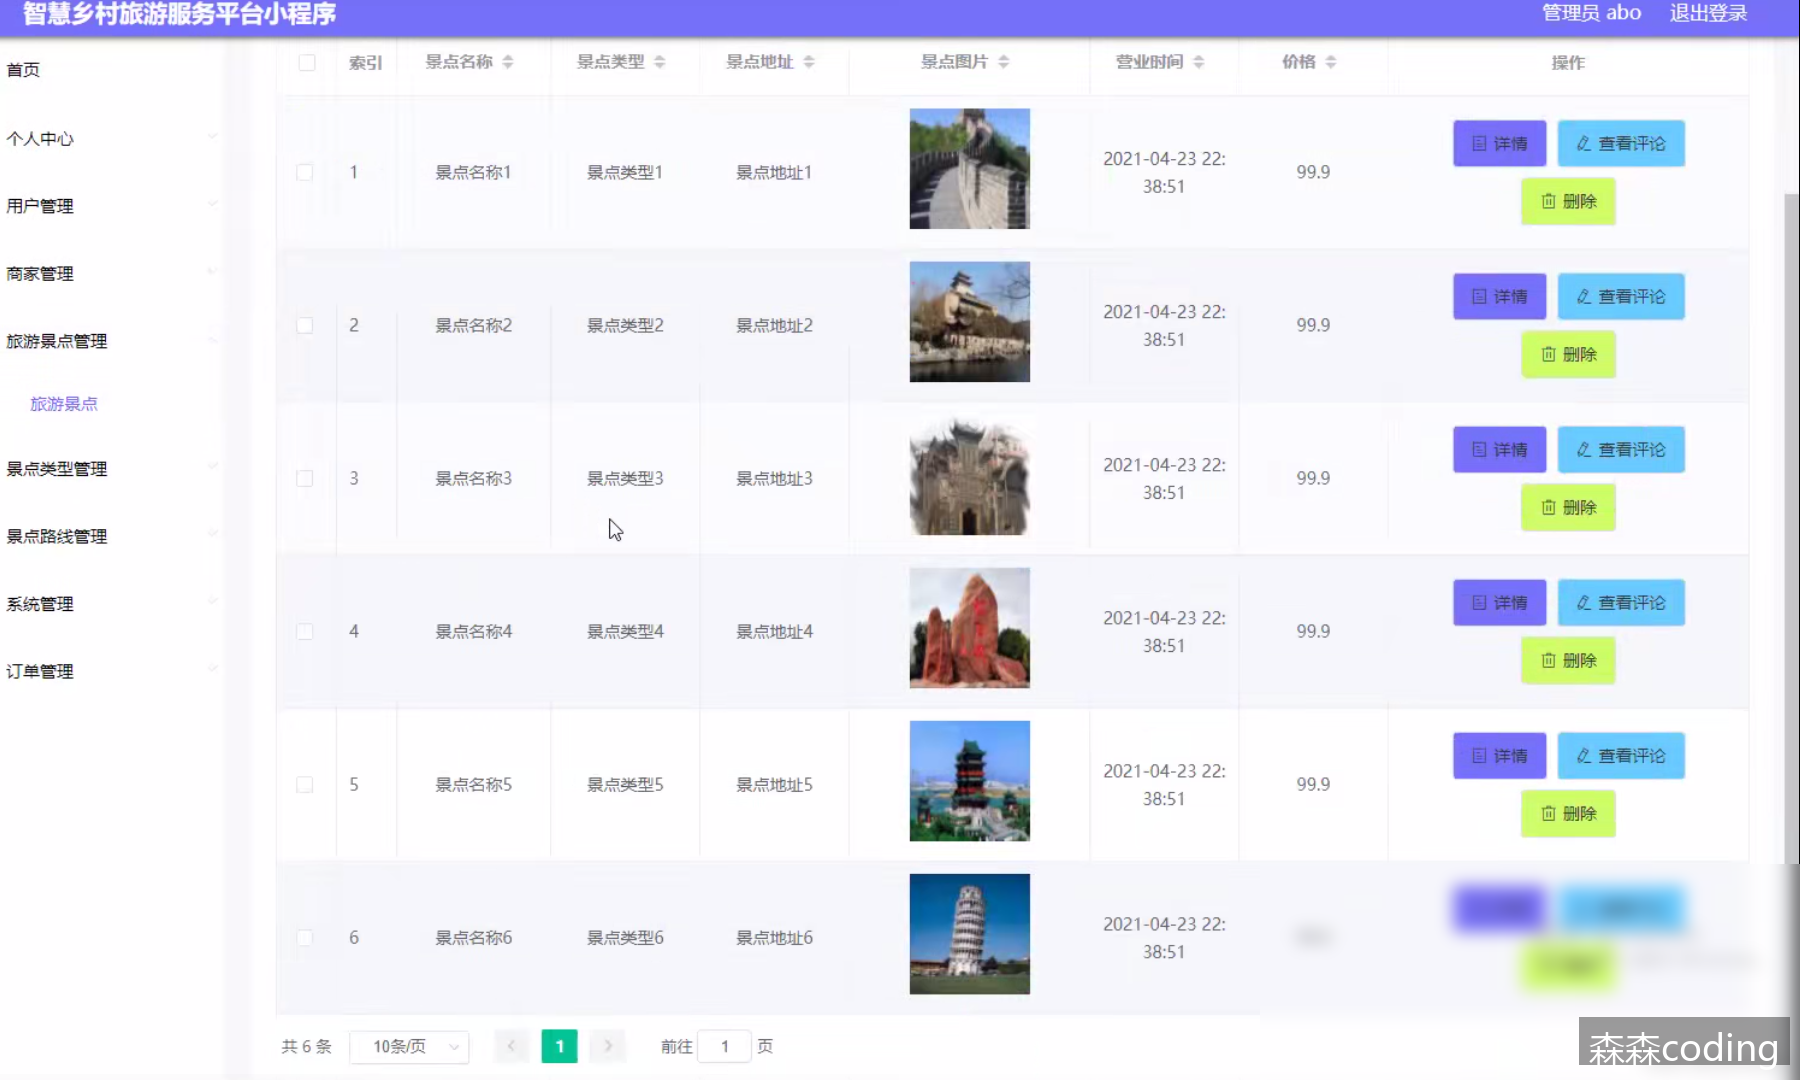 智慧乡村旅游服务平台小程序
管理员 abo 退出登录
首页
个人中心
用户管理
商家管理
旅游景点管理
旅游景点
景点类型管理
景点路线管理
系统管理
订单管理
索引 景点名称 景点类型 景点地址 景点图片 营业时间 价格 操作
1 景点名称1 景点类型1 景点地址1 2021-04-23 22:38:51 99.9 详情 查看评论 删除
2 景点名称2 景点类型2 景点地址2 2021-04-23 22:38:51 99.9 详情 查看评论 删除
3 景点名称3 景点类型3 景点地址3 2021-04-23 22:38:51 99.9 详情 查看评论 删除
4 景点名称4 景点类型4 景点地址4 2021-04-23 22:38:51 99.9 详情 查看评论 删除
5 景点名称5 景点类型5 景点地址5 2021-04-23 22:38:51 99.9 详情 查看评论 删除
6 景点名称6 景点类型6 景点地址6 2021-04-23 22:38:51
共 6 条 10条/页 1 前往 1 页
森森coding